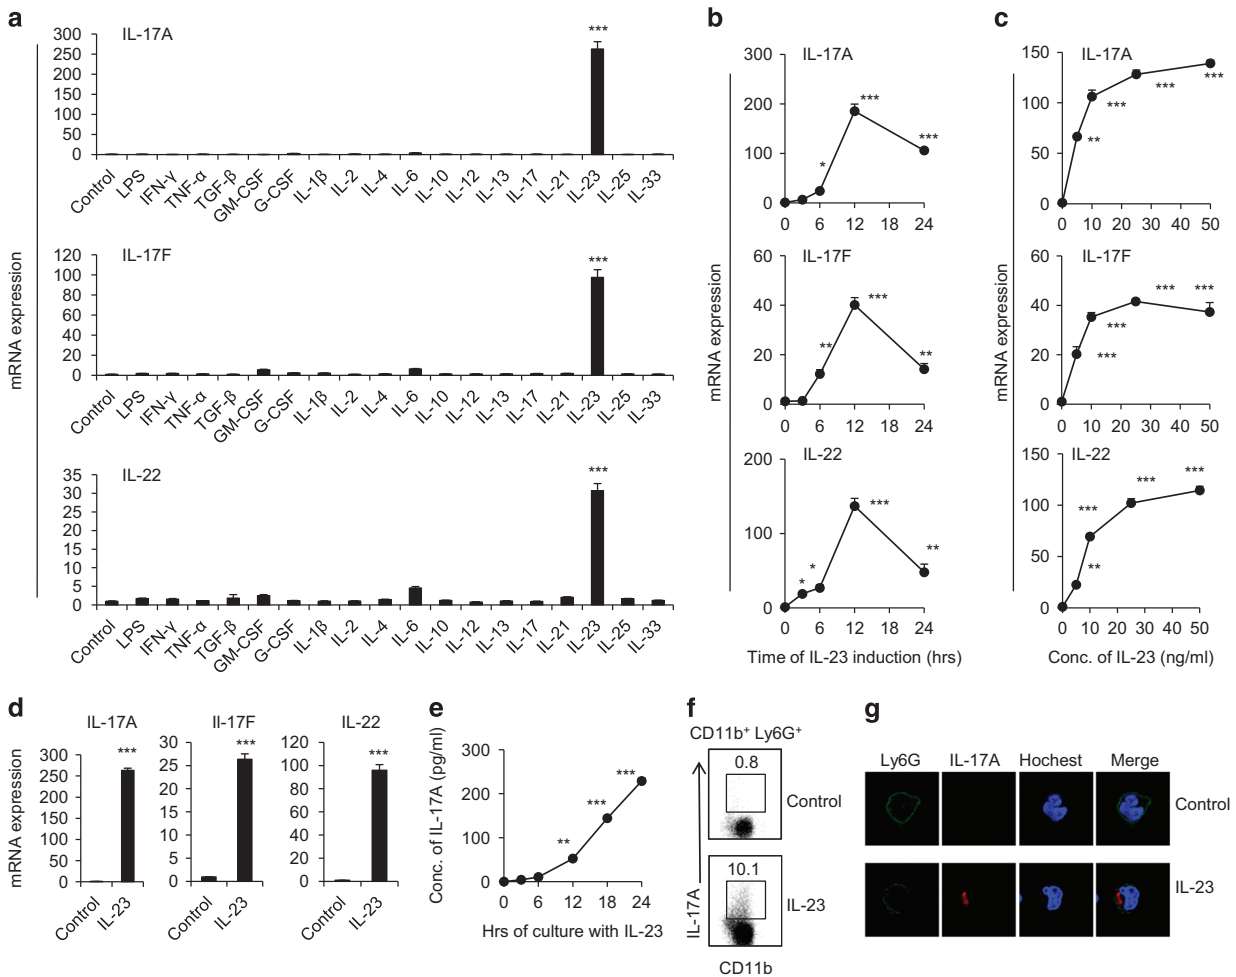 a
IL-17A
***
300
250
200
150
100
50
0
Control LPS IFN-γ TNF-α TGF-β GM-CSF G-CSF IL-1β IL-2 IL-4 IL-6 IL-10 IL-12 IL-13 IL-17 IL-21 IL-23 IL-25 IL-33
mRNA expression
IL-17F
***
120
100
80
60
40
20
0
Control LPS IFN-γ TNF-α TGF-β GM-CSF G-CSF IL-1β IL-2 IL-4 IL-6 IL-10 IL-12 IL-13 IL-17 IL-21 IL-23 IL-25 IL-33
IL-22
***
35
30
25
20
15
10
5
0
Control LPS IFN-γ TNF-α TGF-β GM-CSF G-CSF IL-1β IL-2 IL-4 IL-6 IL-10 IL-12 IL-13 IL-17 IL-21 IL-23 IL-25 IL-33
b
IL-17A
300
200
100
0
* *** ***
0 6 12 18 24
mRNA expression
IL-17F
60
40
20
0
** *** **
0 6 12 18 24
IL-22
200
100
0
* * *** **
0 6 12 18 24
Time of IL-23 induction (hrs)
c
IL-17A
150
100
50
0
** *** *** ***
0 10 20 30 40 50
mRNA expression
IL-17F
60
40
20
0
*** *** *** ***
0 10 20 30 40 50
IL-22
150
100
50
0
** *** *** ***
0 10 20 30 40 50
Conc. of IL-23 (ng/ml)
d
mRNA expression
IL-17A
***
300
250
200
150
100
50
0
Control IL-23
Il-17F
***
30
25
20
15
10
5
0
Control IL-23
IL-22
***
120
100
80
60
40
20
0
Control IL-23
e
Conc. of IL-17A (pg/ml)
300
200
100
0
** *** ***
0 6 12 18 24
Hrs of culture with IL-23
f
CD11b⁺ Ly6G⁺
0.8
Control
10.1
IL-23
IL-17A
CD11b
g
Ly6G IL-17A Hochest Merge
Control
IL-23